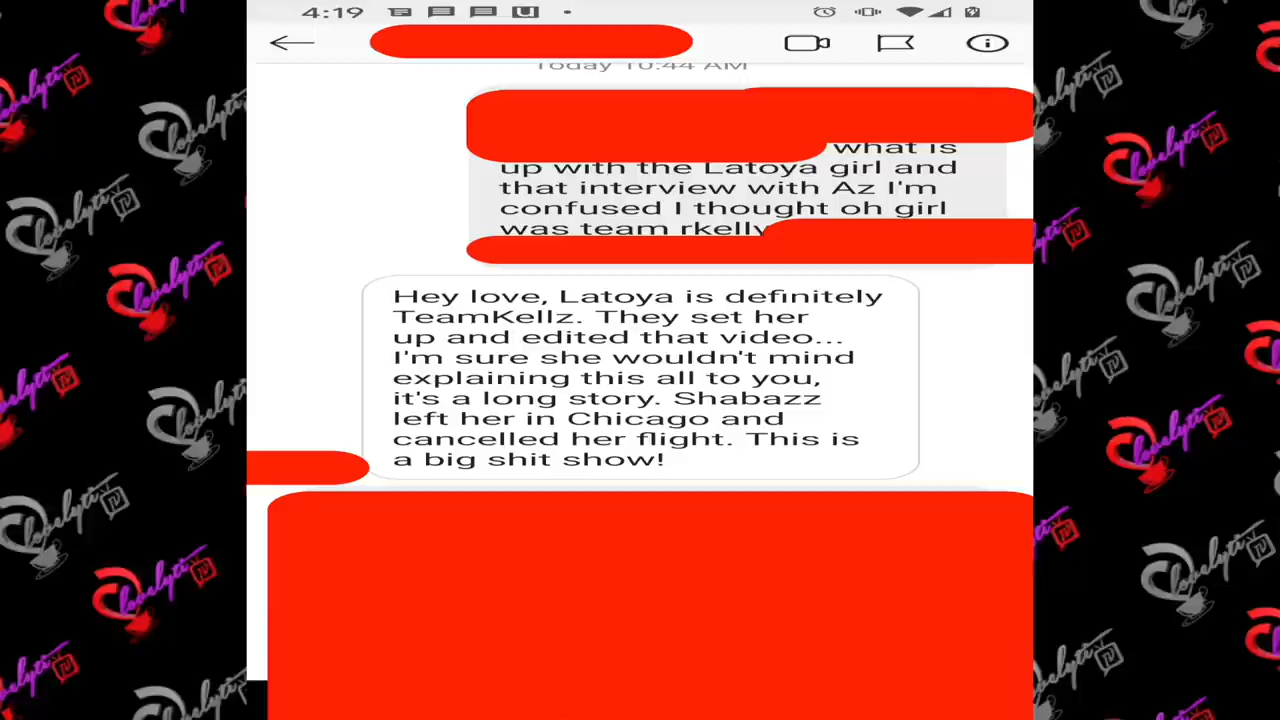 4:19
Today 10:44 AM
what is
up with the Latoya girl and
that interview with Az I'm
confused I thought oh girl
was team rkelly
Hey love, Latoya is definitely
TeamKellz. They set her
up and edited that video...
I'm sure she wouldn't mind
explaining this all to you,
it's a long story. Shabazz
left her in Chicago and
cancelled her flight. This is
a big shit show!
lovelyti